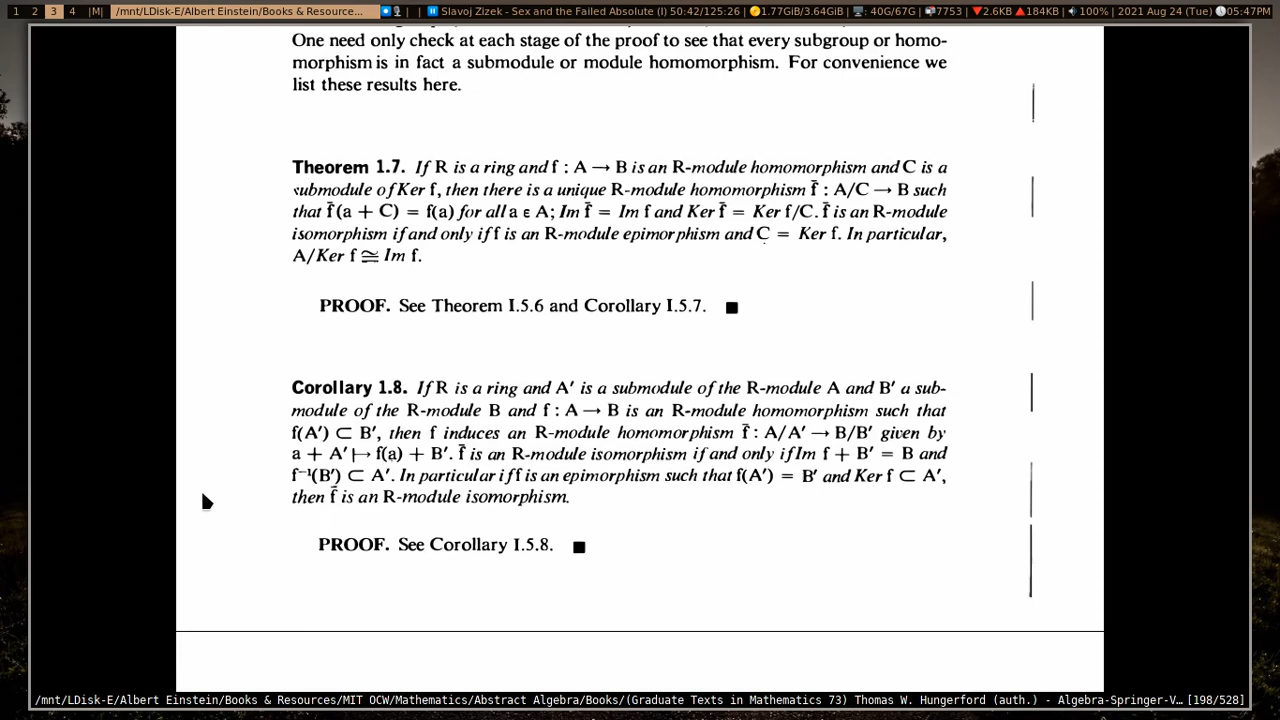 1 2 3 4 |M| /mnt/LDisk-E/Albert Einstein/Books & Resource... | | Slavoj Zizek - Sex and the Failed Absolute (I) 50:42/125:26 | 1.77GiB/3.64GiB | : 40G/67G | 7753 | ▼2.6KB ▲184KB | 100% | 2021 Aug 24 (Tue) 05:47PM
One need only check at each stage of the proof to see that every subgroup or homo-
morphism is in fact a submodule or module homomorphism. For convenience we
list these results here.
Theorem 1.7. If R is a ring and f : A → B is an R-module homomorphism and C is a
submodule of Ker f, then there is a unique R-module homomorphism f̄ : A/C → B such
that f̄(a + C) = f(a) for all a ε A; Im f̄ = Im f and Ker f̄ = Ker f/C. f̄ is an R-module
isomorphism if and only if f is an R-module epimorphism and C = Ker f. In particular,
A/Ker f ≅ Im f.
PROOF. See Theorem I.5.6 and Corollary I.5.7. ■
Corollary 1.8. If R is a ring and A′ is a submodule of the R-module A and B′ a sub-
module of the R-module B and f : A → B is an R-module homomorphism such that
f(A′) ⊂ B′, then f induces an R-module homomorphism f̄ : A/A′ → B/B′ given by
a + A′ ↦ f(a) + B′. f̄ is an R-module isomorphism if and only if Im f + B′ = B and
f⁻¹(B′) ⊂ A′. In particular if f is an epimorphism such that f(A′) = B′ and Ker f ⊂ A′,
then f̄ is an R-module isomorphism.
PROOF. See Corollary I.5.8. ■
/mnt/LDisk-E/Albert Einstein/Books & Resources/MIT OCW/Mathematics/Abstract Algebra/Books/(Graduate Texts in Mathematics 73) Thomas W. Hungerford (auth.) - Algebra-Springer-V… [198/528]